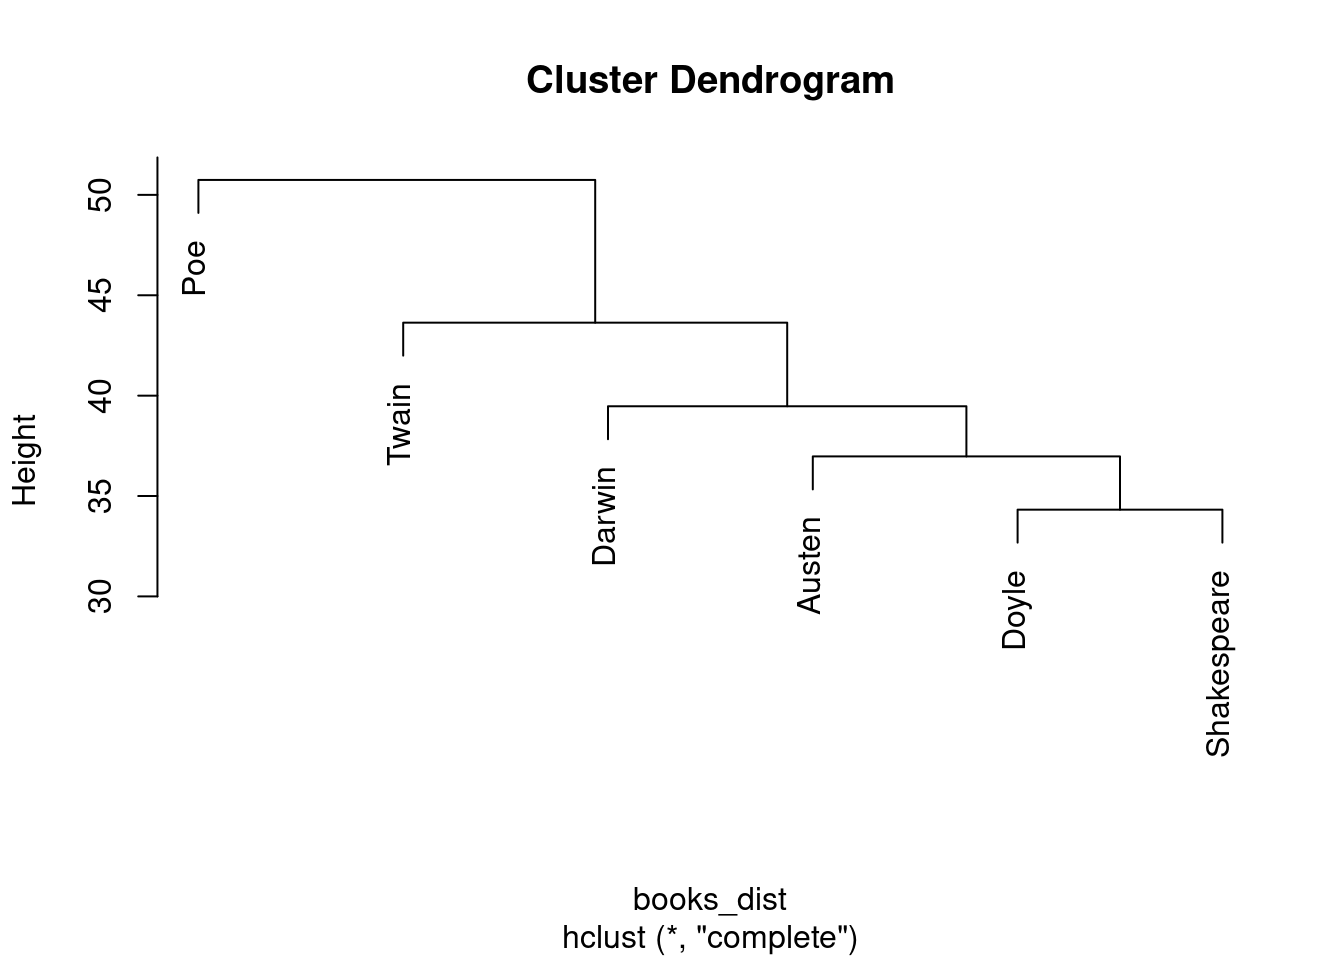 Cluster Dendrogram
Height
50
45
40
35
30
Poe
Twain
Darwin
Austen
Doyle
Shakespeare
books_dist
hclust (*, "complete")